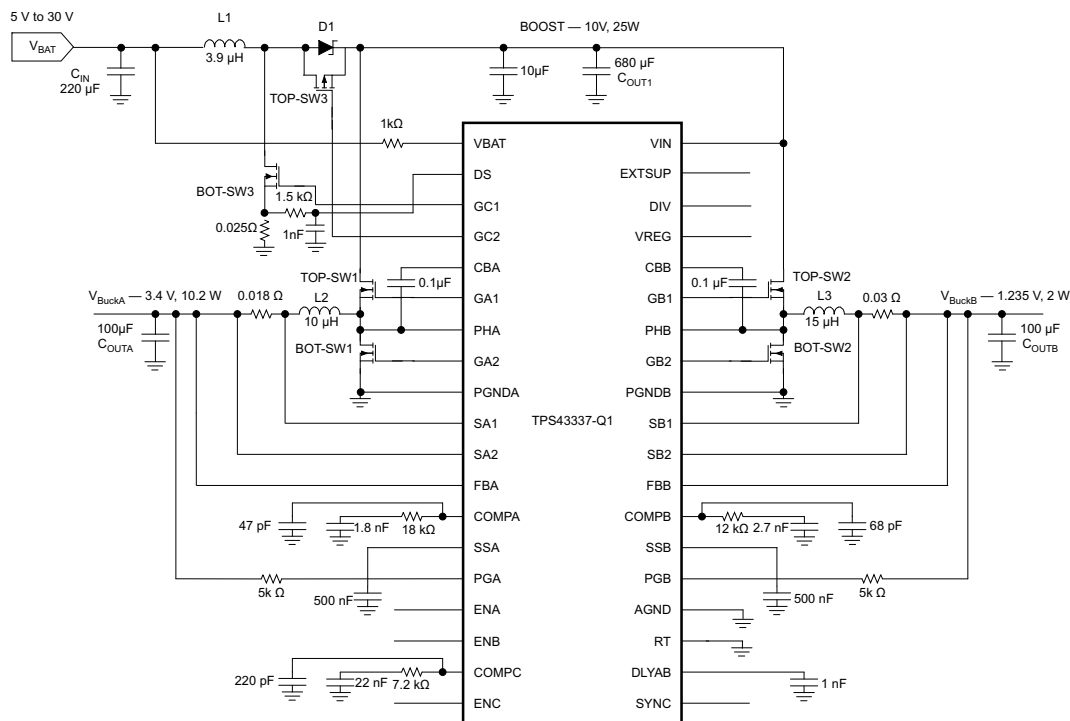 5 V to 30 V
L1
D1
BOOST — 10V, 25W
VBAT
3.9 µH
CIN
220 µF
TOP-SW3
10µF
680 µF
COUT1
1kΩ
VBAT
VIN
DS
EXTSUP
BOT-SW3
1.5 kΩ
GC1
DIV
0.025Ω
1nF
GC2
VREG
CBA
CBB
TOP-SW1
0.1µF
0.1 µF
TOP-SW2
VBuckA — 3.4 V, 10.2 W
0.018 Ω
L2
GA1
GB1
L3
0.03 Ω
VBuckB — 1.235 V, 2 W
10 µH
PHA
PHB
15 µH
100µF
COUTA
BOT-SW1
BOT-SW2
100 µF
COUTB
GA2
GB2
PGNDA
PGNDB
TPS43337-Q1
SA1
SB1
SA2
SB2
FBA
FBB
47 pF
1.8 nF
18 kΩ
COMPA
COMPB
12 kΩ
2.7 nF
68 pF
SSA
SSB
PGA
PGB
5k Ω
500 nF
500 nF
5k Ω
ENA
AGND
ENB
RT
220 pF
22 nF
7.2 kΩ
COMPC
DLYAB
1 nF
ENC
SYNC